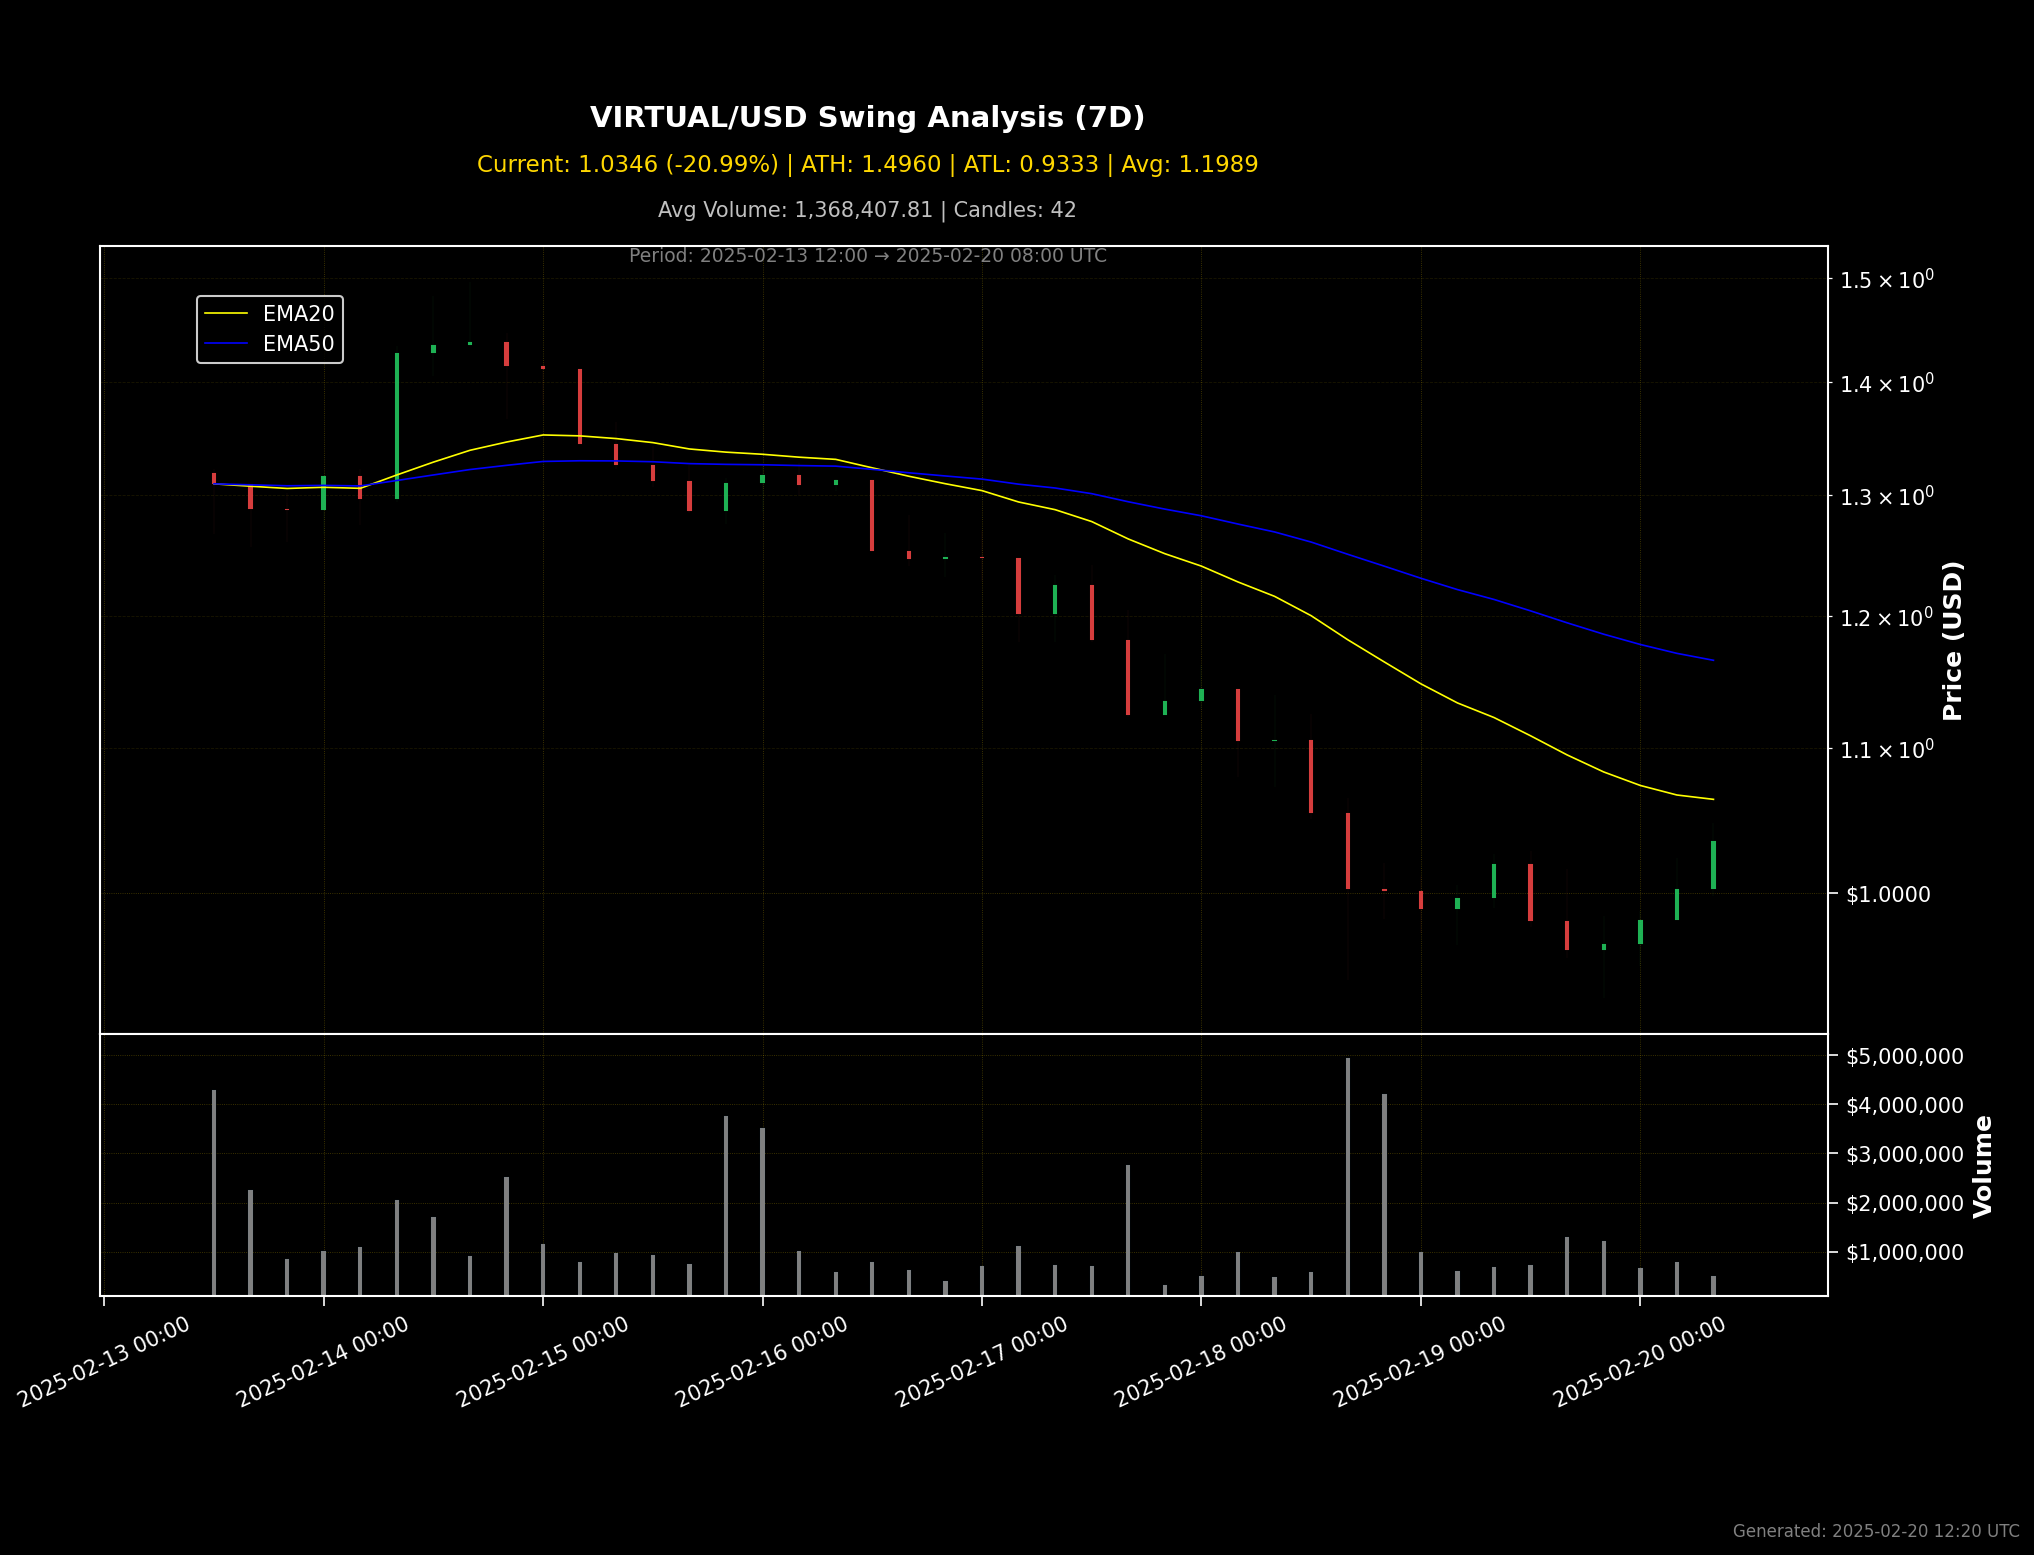 VIRTUAL/USD Swing Analysis (7D)
Current: 1.0346 (-20.99%) | ATH: 1.4960 | ATL: 0.9333 | Avg: 1.1989
Avg Volume: 1,368,407.81 | Candles: 42
Period: 2025-02-13 12:00 → 2025-02-20 08:00 UTC
EMA20
EMA50
1.5 × 10⁰
1.4 × 10⁰
1.3 × 10⁰
1.2 × 10⁰
1.1 × 10⁰
$1.0000
Price (USD)
$5,000,000
$4,000,000
$3,000,000
$2,000,000
$1,000,000
Volume
2025-02-13 00:00
2025-02-14 00:00
2025-02-15 00:00
2025-02-16 00:00
2025-02-17 00:00
2025-02-18 00:00
2025-02-19 00:00
2025-02-20 00:00
Generated: 2025-02-20 12:20 UTC